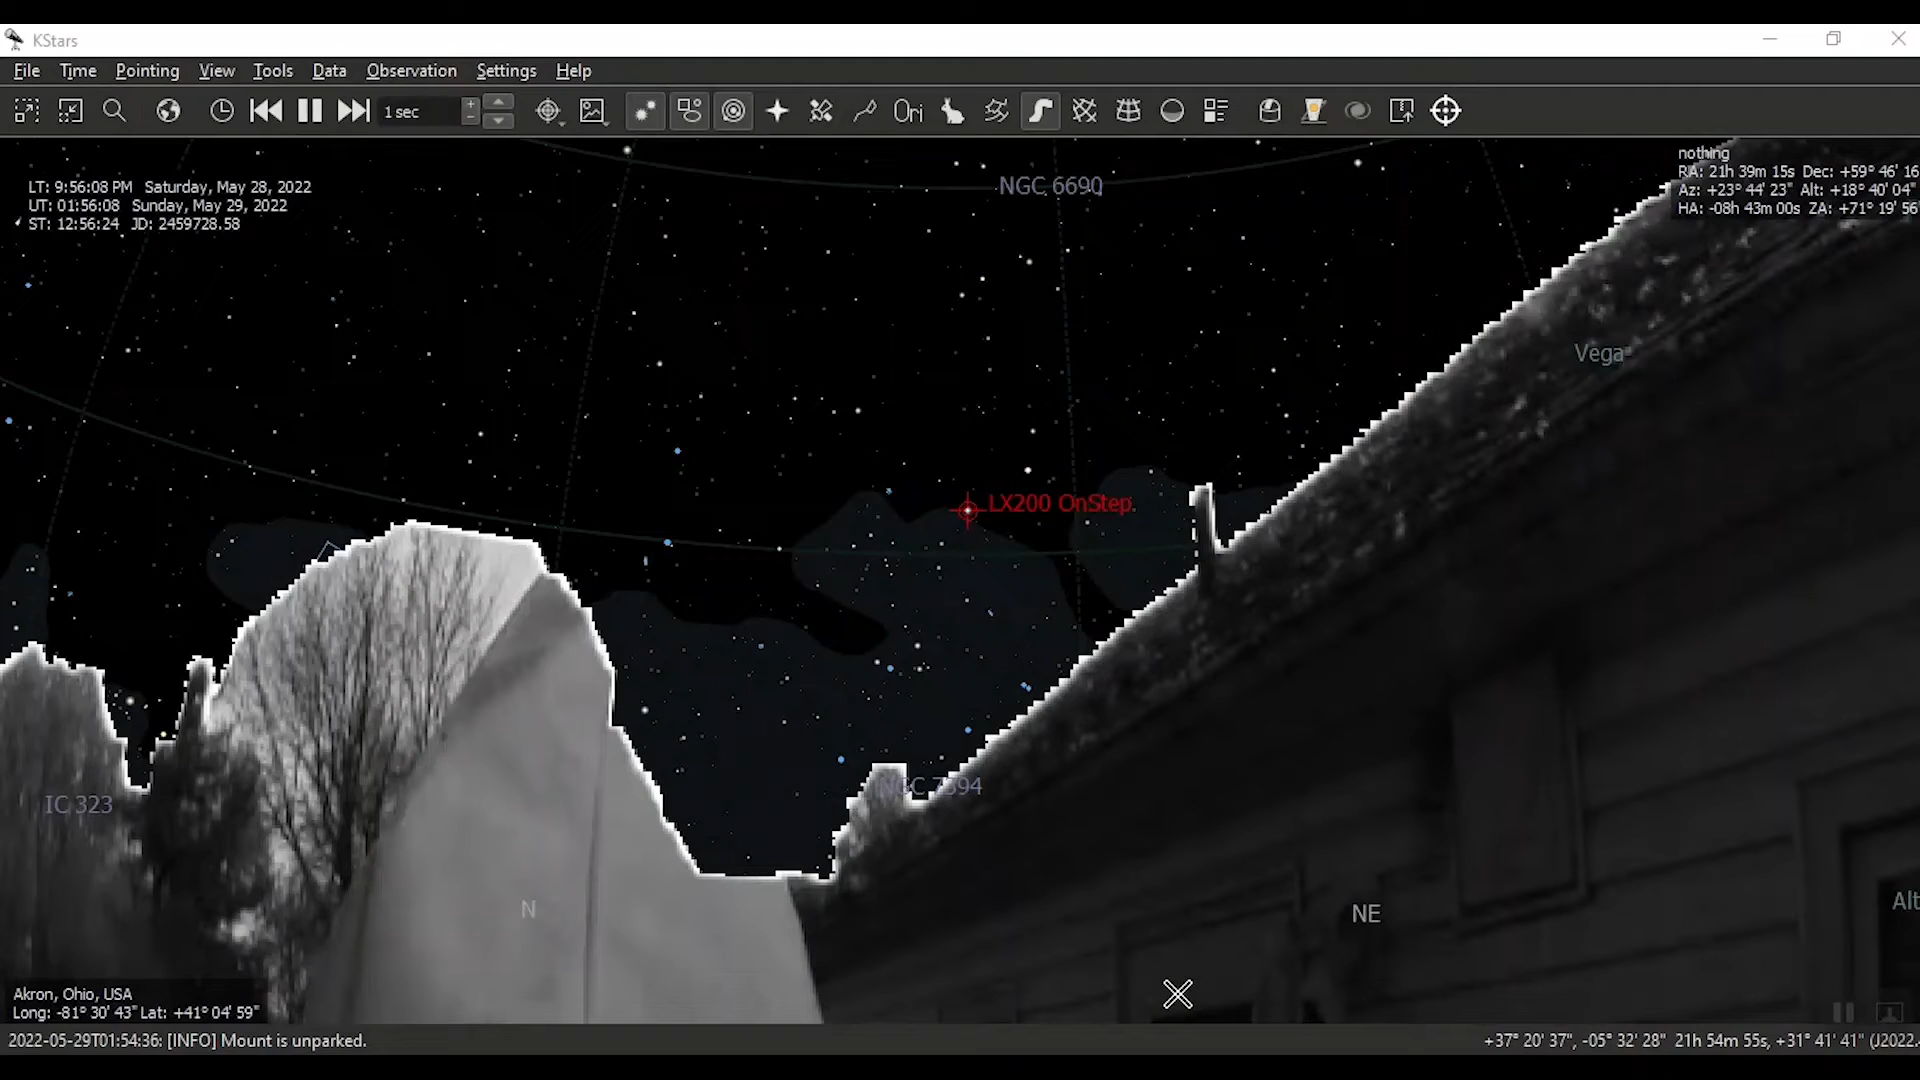 KStars
File Time Pointing View Tools Data Observation Settings Help
1 sec + - Ori
nothing
RA: 21h 39m 15s Dec: +59° 46' 16
Az: +23° 44' 23" Alt: +18° 40' 04"
HA: -08h 43m 00s ZA: +71° 19' 56"
LT: 9:56:08 PM Saturday, May 28, 2022
UT: 01:56:08 Sunday, May 29, 2022
ST: 12:56:24 JD: 2459728.58
NGC 6690
Vega
LX200 OnStep
NGC 7394
IC 323
N
NE
Alt
Akron, Ohio, USA
Long: -81° 30' 43" Lat: +41° 04' 59"
2022-05-29T01:54:36: [INFO] Mount is unparked.
+37° 20' 37", -05° 32' 28" 21h 54m 55s, +31° 41' 41" (J2022.